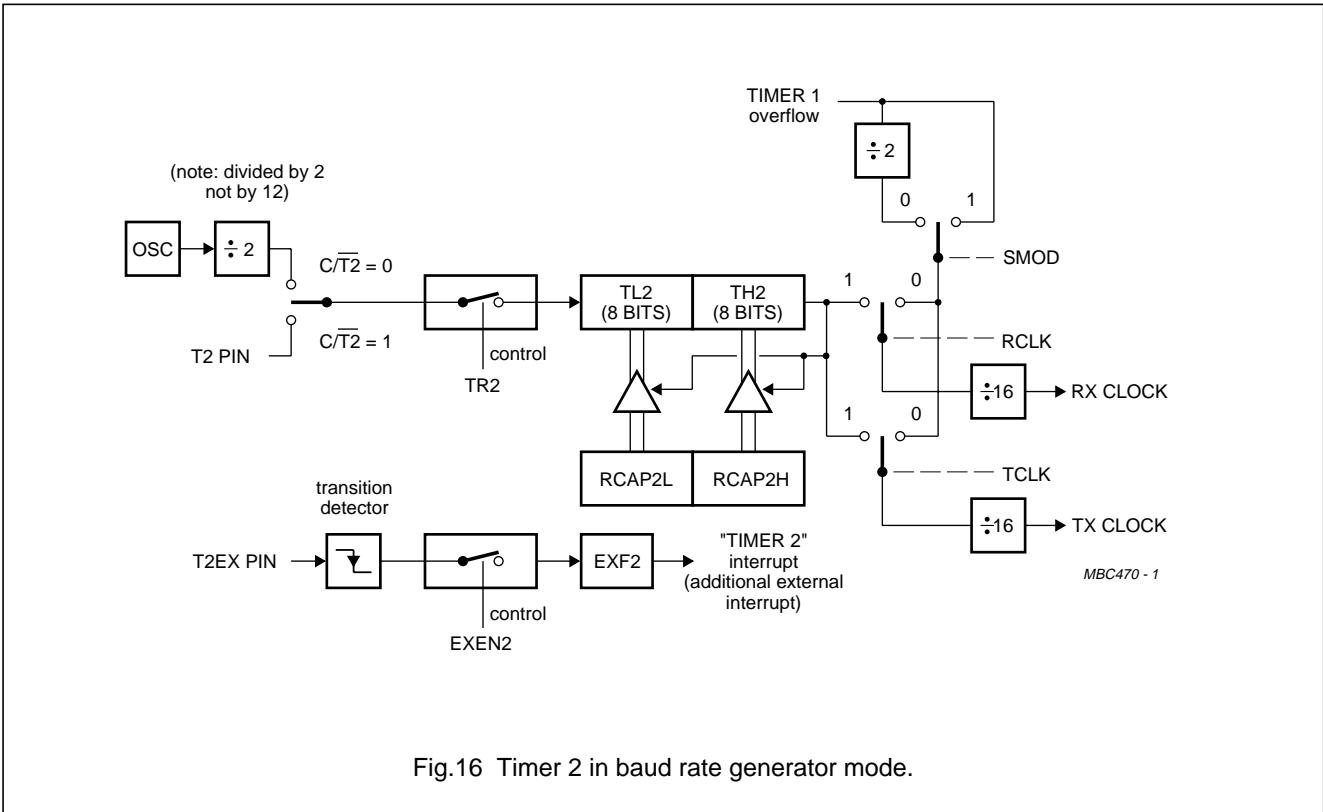 TIMER 1
overflow
÷ 2
(note: divided by 2
not by 12)
0 1
OSC
÷ 2
C/T̅2̅ = 0
SMOD
TL2
(8 BITS)
TH2
(8 BITS)
1 0
C/T̅2̅ = 1
T2 PIN
control
TR2
RCLK
÷16
RX CLOCK
1 0
RCAP2L
RCAP2H
TCLK
transition
detector
÷16
TX CLOCK
T2EX PIN
EXF2
"TIMER 2"
interrupt
(additional external
interrupt)
MBC470 - 1
control
EXEN2
Fig.16 Timer 2 in baud rate generator mode.